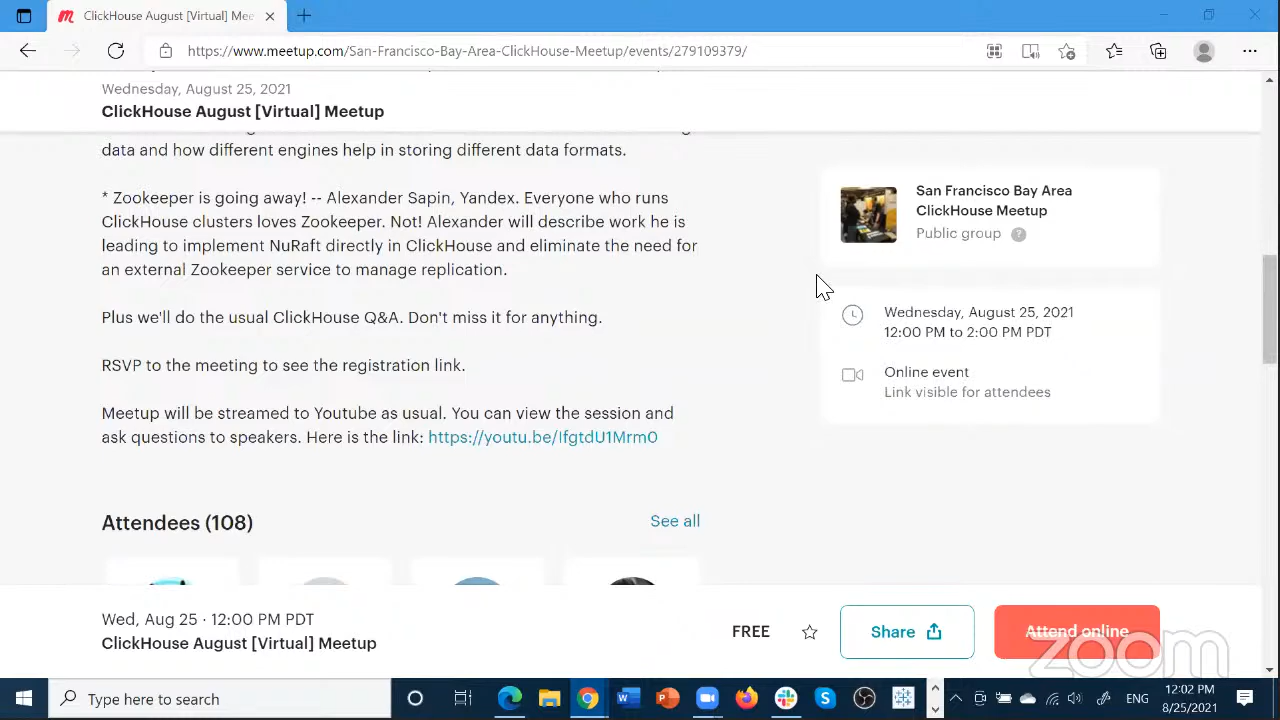 ClickHouse August [Virtual] Mee
https://www.meetup.com/San-Francisco-Bay-Area-ClickHouse-Meetup/events/279109379/
Wednesday, August 25, 2021
ClickHouse August [Virtual] Meetup
data and how different engines help in storing different data formats.
* Zookeeper is going away! -- Alexander Sapin, Yandex. Everyone who runs
ClickHouse clusters loves Zookeeper. Not! Alexander will describe work he is
leading to implement NuRaft directly in ClickHouse and eliminate the need for
an external Zookeeper service to manage replication.
Plus we'll do the usual ClickHouse Q&A. Don't miss it for anything.
RSVP to the meeting to see the registration link.
Meetup will be streamed to Youtube as usual. You can view the session and
ask questions to speakers. Here is the link: https://youtu.be/IfgtdU1Mrm0
San Francisco Bay Area
ClickHouse Meetup
Public group ?
Wednesday, August 25, 2021
12:00 PM to 2:00 PM PDT
Online event
Link visible for attendees
Attendees (108)
See all
Wed, Aug 25 · 12:00 PM PDT
ClickHouse August [Virtual] Meetup
FREE
Share
Attend online
zoom
Type here to search
ENG
12:02 PM
8/25/2021